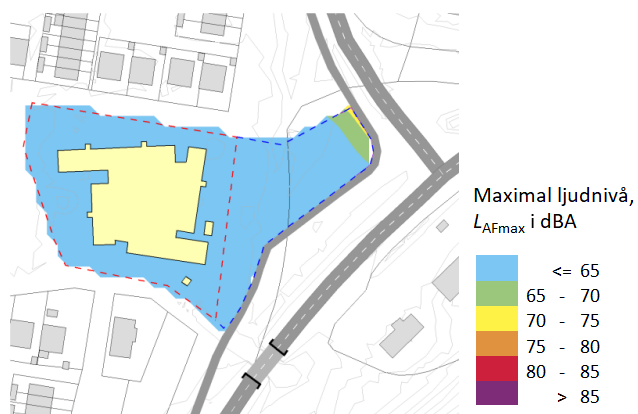 Maximal ljudnivå,
LAFmax i dBA
<= 65
65 - 70
70 - 75
75 - 80
80 - 85
> 85